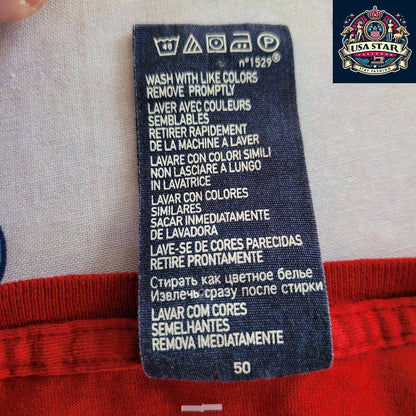 USA STAR
40
P
n°1529®
WASH WITH LIKE COLORS
REMOVE PROMPTLY
LAVER AVEC COULEURS
SEMBLABLES
RETIRER RAPIDEMENT
DE LA MACHINE A LAVER
LAVARE CON COLORI SIMILI
NON LASCIARE A LUNGO
IN LAVATRICE
LAVAR CON COLORES
SIMILARES
SACAR INMEDIATAMENTE
DE LAVADORA
LAVE-SE DE CORES PARECIDAS
RETIRE PRONTAMENTE
Стирать как цветное белье
Извлечь сразу после стирки
LAVAR COM CORES
SEMELHANTES
REMOVA IMEDIATAMENTE
50